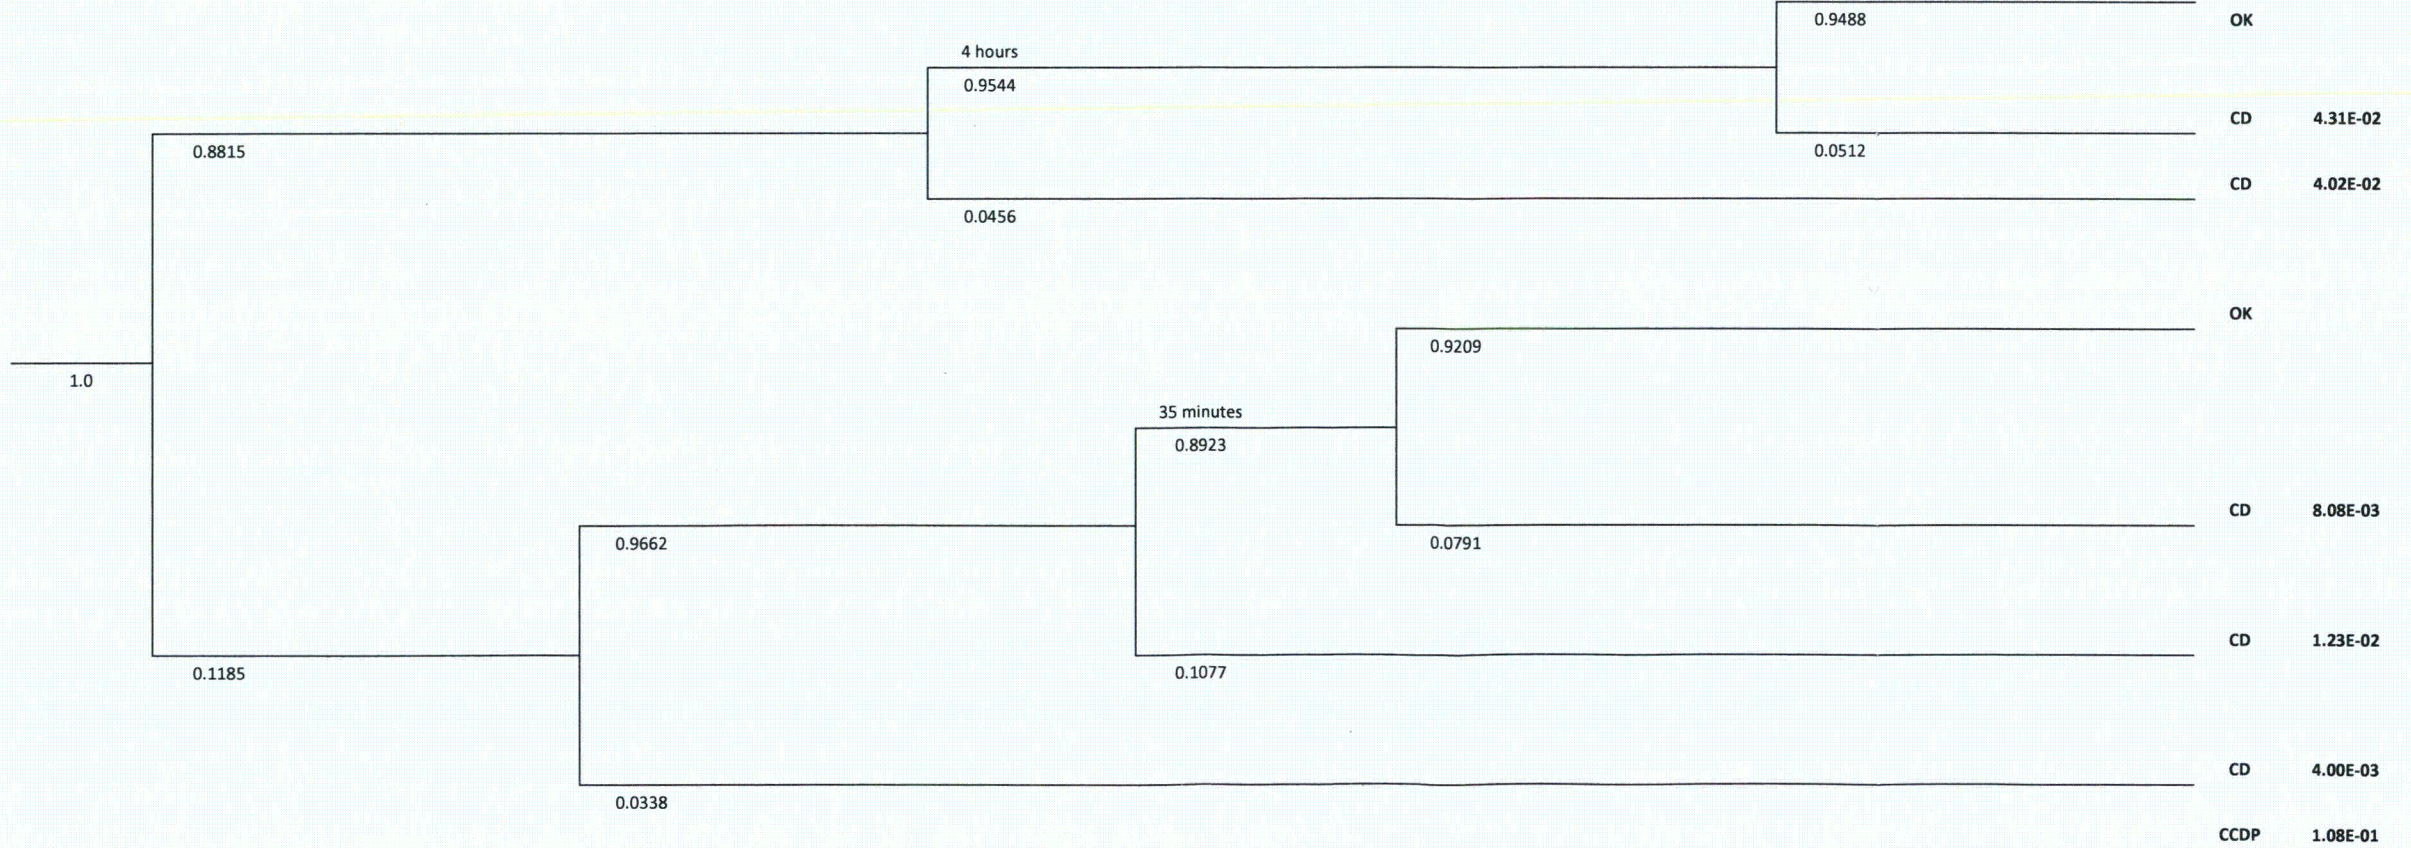 0.9488 OK
4 hours
0.9544
CD 4.31E-02
0.8815 0.0512
CD 4.02E-02
0.0456
OK
0.9209
1.0
35 minutes
0.8923
CD 8.08E-03
0.9662 0.0791
CD 1.23E-02
0.1185 0.1077
CD 4.00E-03
0.0338
CCDP 1.08E-01